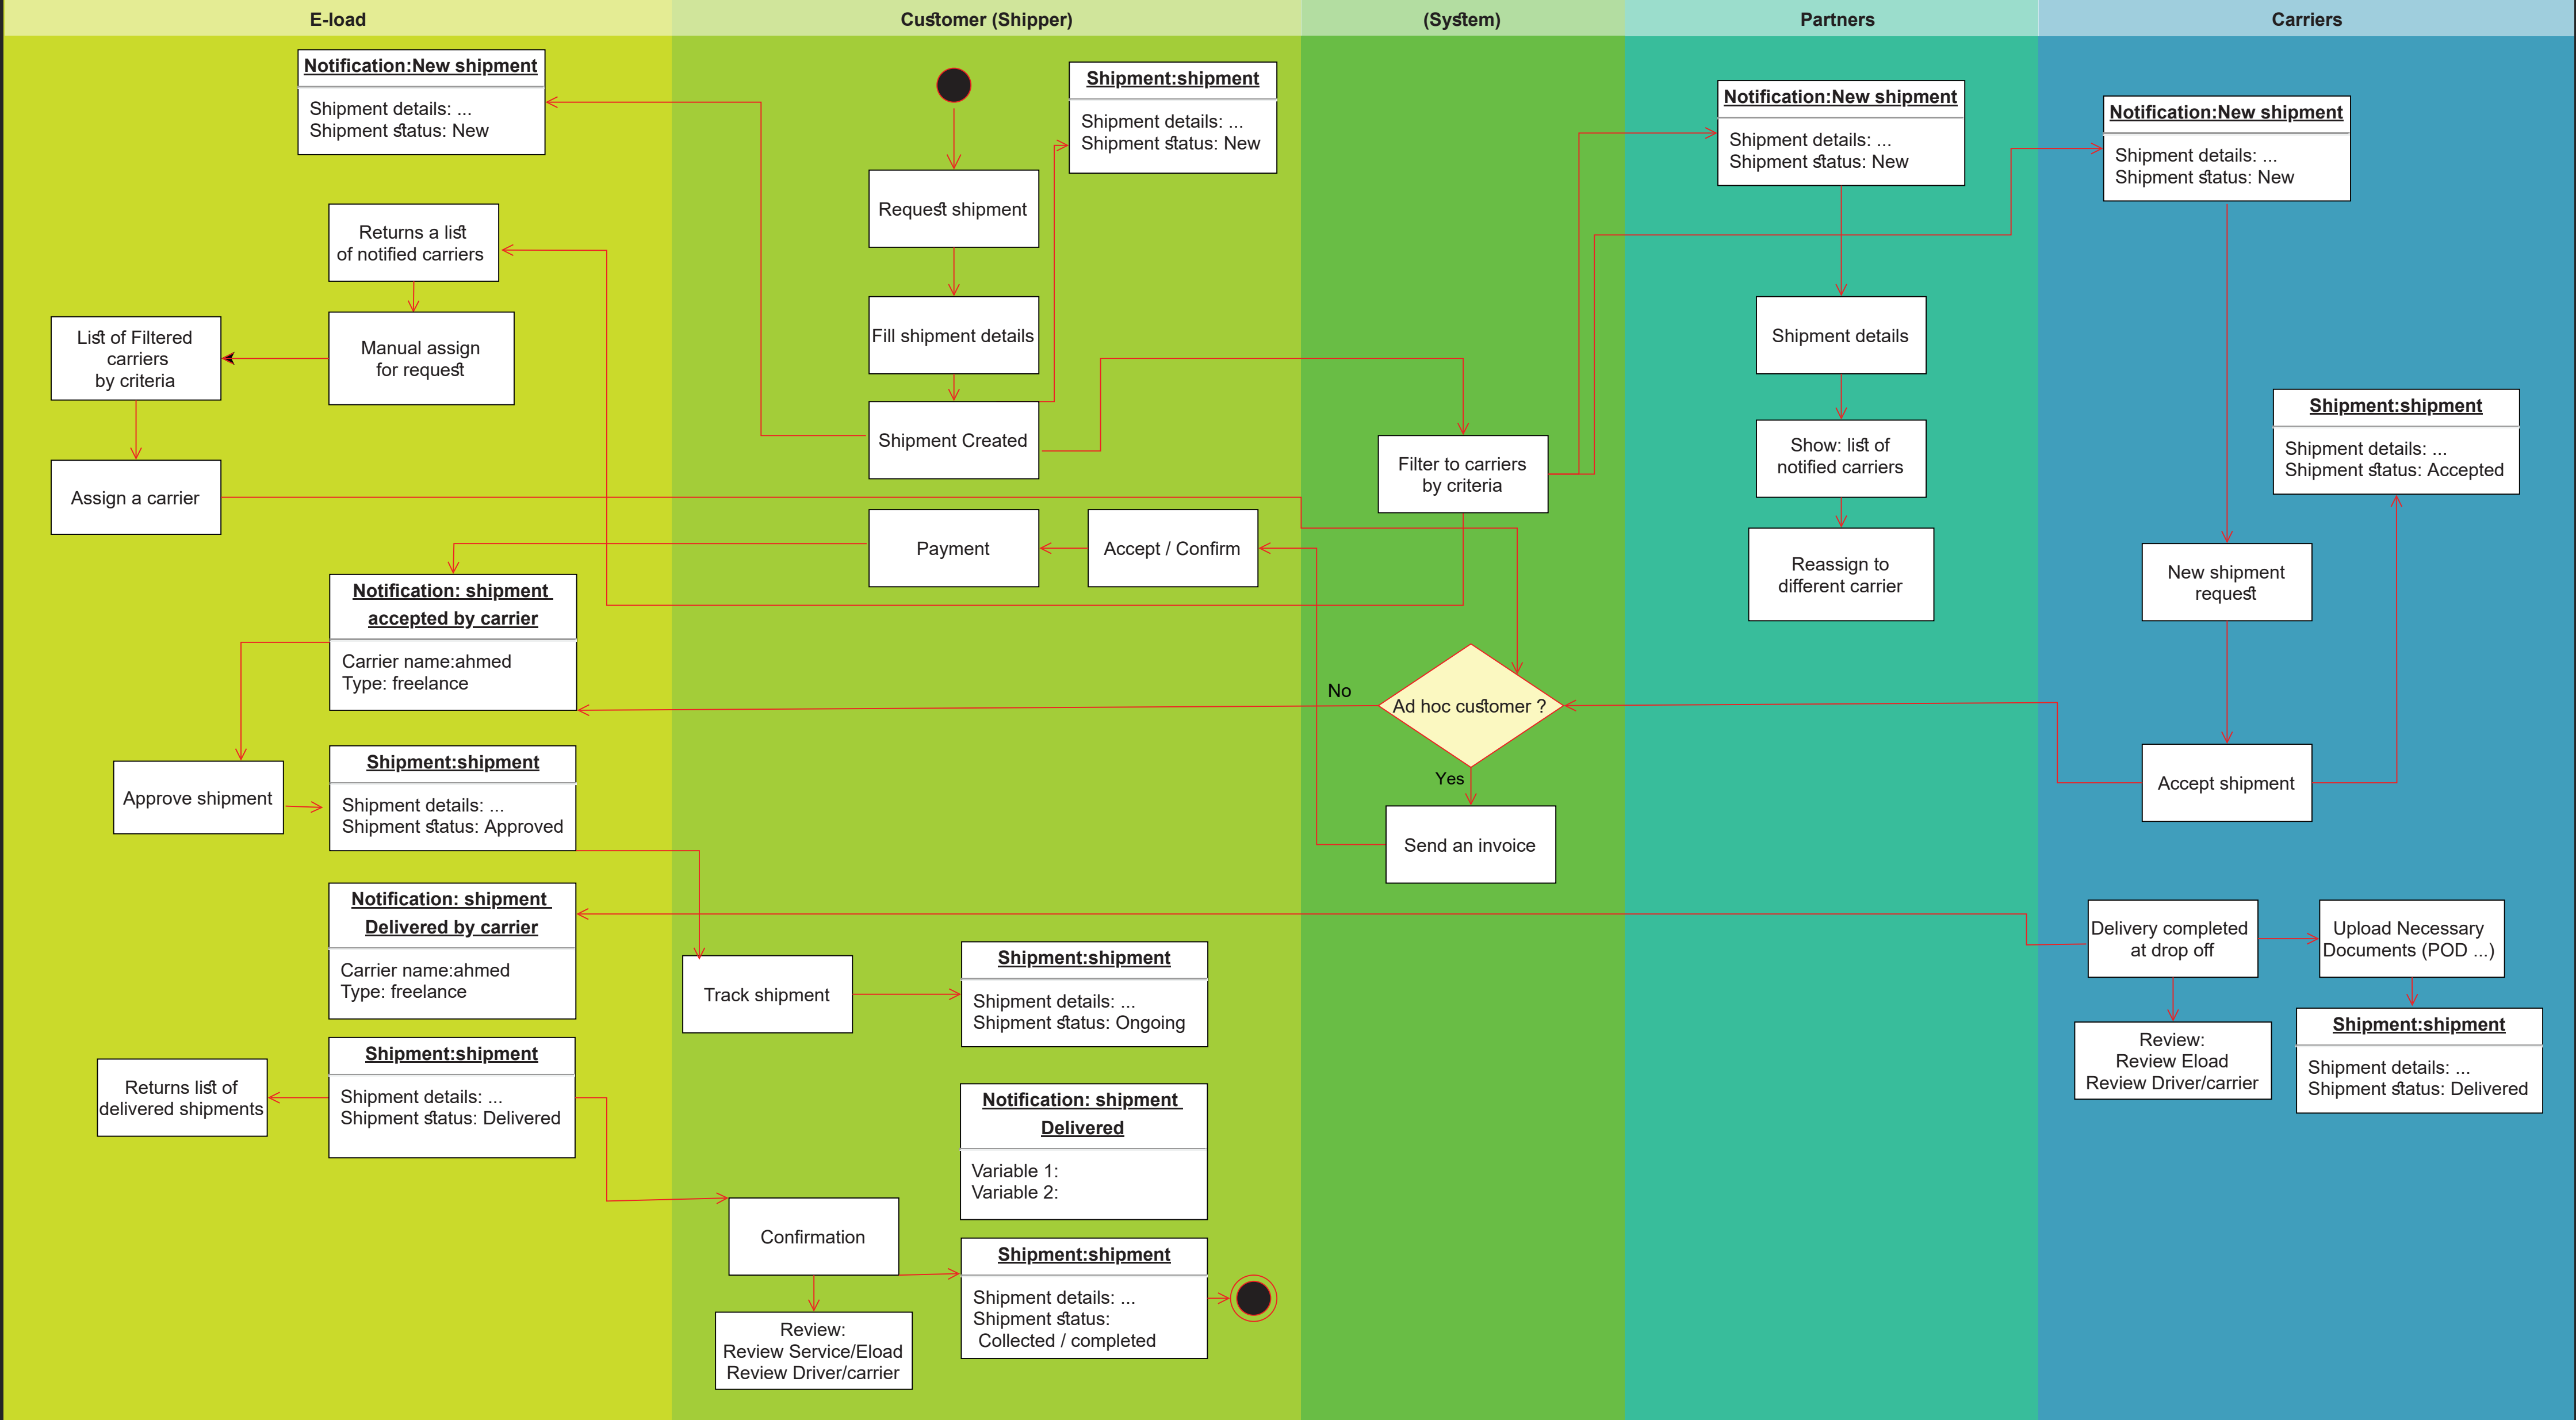 E-load
Customer (Shipper)
(System)
Partners
Carriers
Notification:New shipment
Shipment details: ...
Shipment status: New
Returns a list
of notified carriers
Manual assign
for request
List of Filtered
carriers
by criteria
Assign a carrier
Notification: shipment
accepted by carrier
Carrier name:ahmed
Type: freelance
Approve shipment
Shipment:shipment
Shipment details: ...
Shipment status: Approved
Notification: shipment
Delivered by carrier
Carrier name:ahmed
Type: freelance
Shipment:shipment
Shipment details: ...
Shipment status: Delivered
Returns list of
delivered shipments
Shipment:shipment
Shipment details: ...
Shipment status: New
Request shipment
Fill shipment details
Shipment Created
Payment
Accept / Confirm
Track shipment
Shipment:shipment
Shipment details: ...
Shipment status: Ongoing
Notification: shipment
Delivered
Variable 1:
Variable 2:
Confirmation
Shipment:shipment
Shipment details: ...
Shipment status:
Collected / completed
Review:
Review Service/Eload
Review Driver/carrier
Filter to carriers
by criteria
Ad hoc customer ?
No
Yes
Send an invoice
Notification:New shipment
Shipment details: ...
Shipment status: New
Shipment details
Show: list of
notified carriers
Reassign to
different carrier
Notification:New shipment
Shipment details: ...
Shipment status: New
Shipment:shipment
Shipment details: ...
Shipment status: Accepted
New shipment
request
Accept shipment
Delivery completed
at drop off
Upload Necessary
Documents (POD ...)
Review:
Review Eload
Review Driver/carrier
Shipment:shipment
Shipment details: ...
Shipment status: Delivered